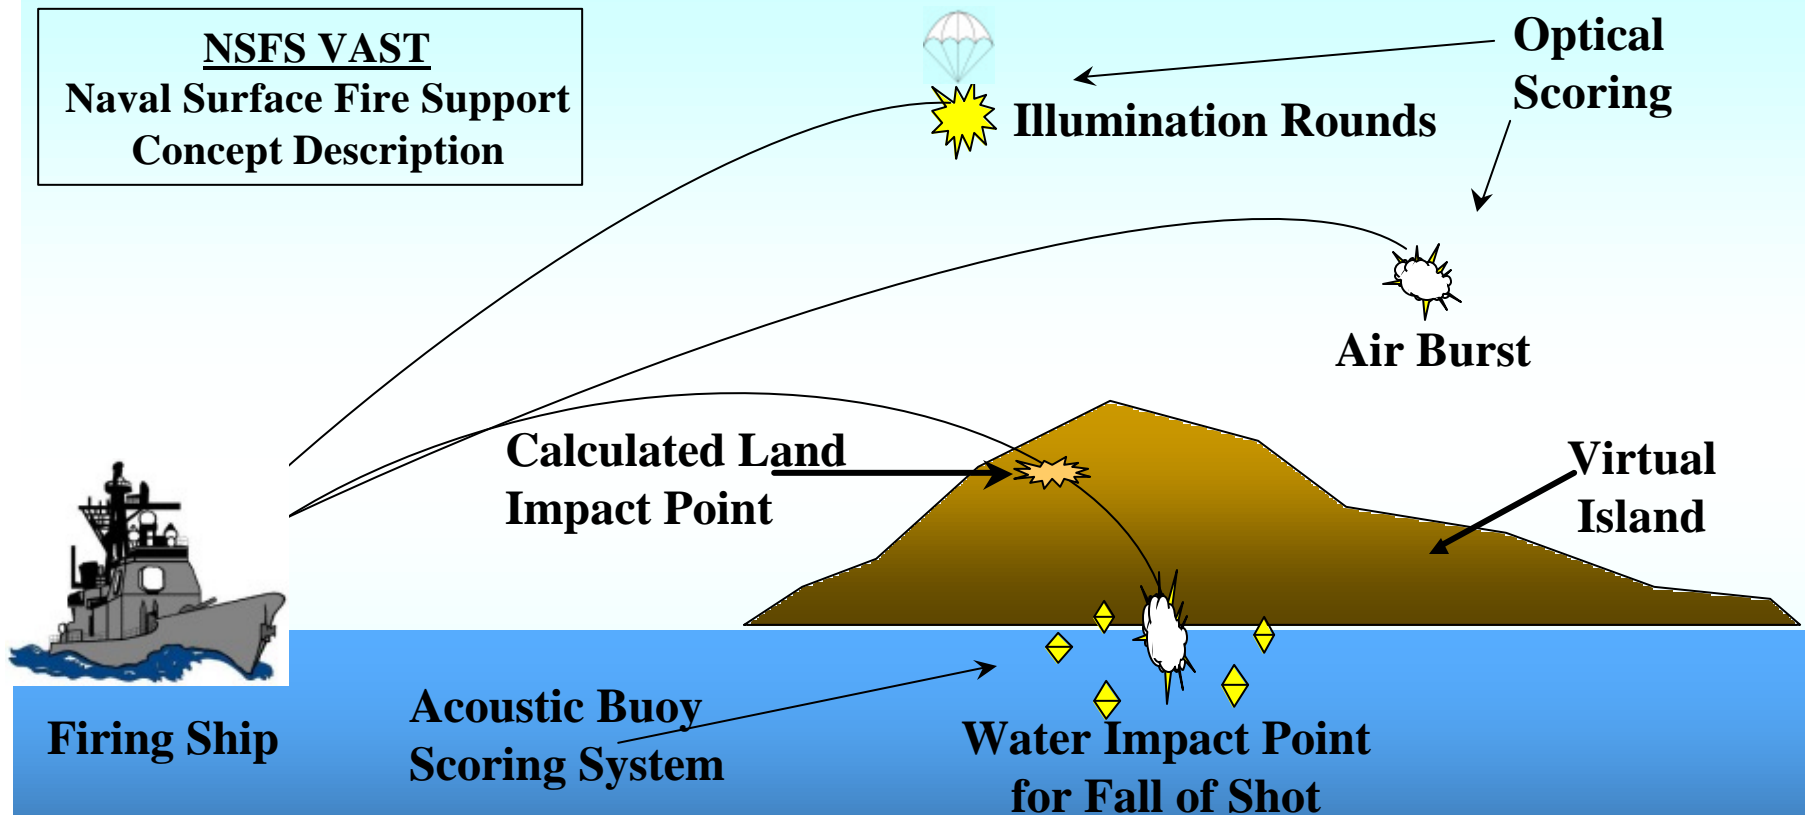 NSFS VAST
Naval Surface Fire Support
Concept Description
Optical
Scoring
Illumination Rounds
Air Burst
Calculated Land
Impact Point
Virtual
Island
Firing Ship
Acoustic Buoy
Scoring System
Water Impact Point
for Fall of Shot